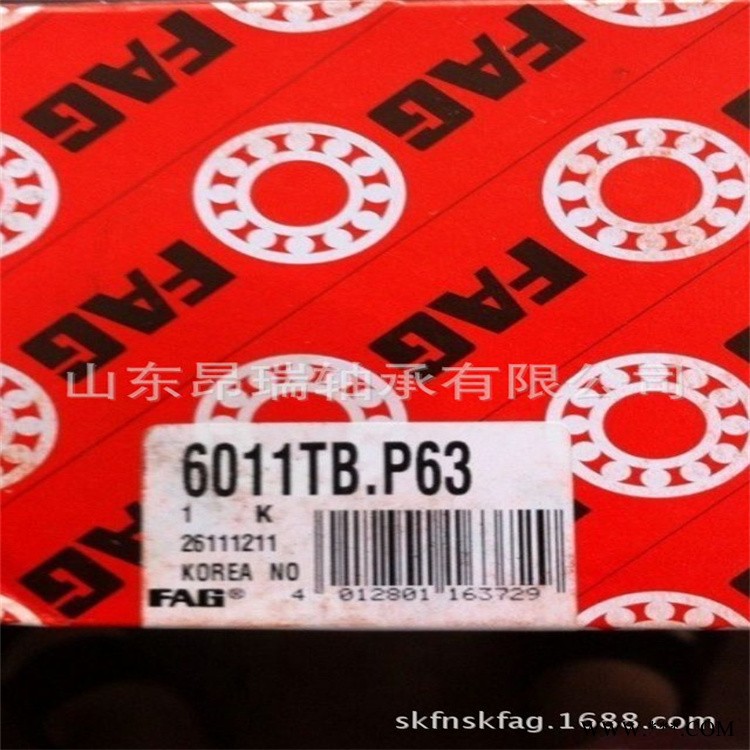 FAG
FAG
FAG
FAG
FAG
FAG
FAG
山东昂瑞轴承有限公司
6011TB.P63
1 K
26111211
KOREA NO
FAG® 4 012801 163729
skfnskfag.1688.com